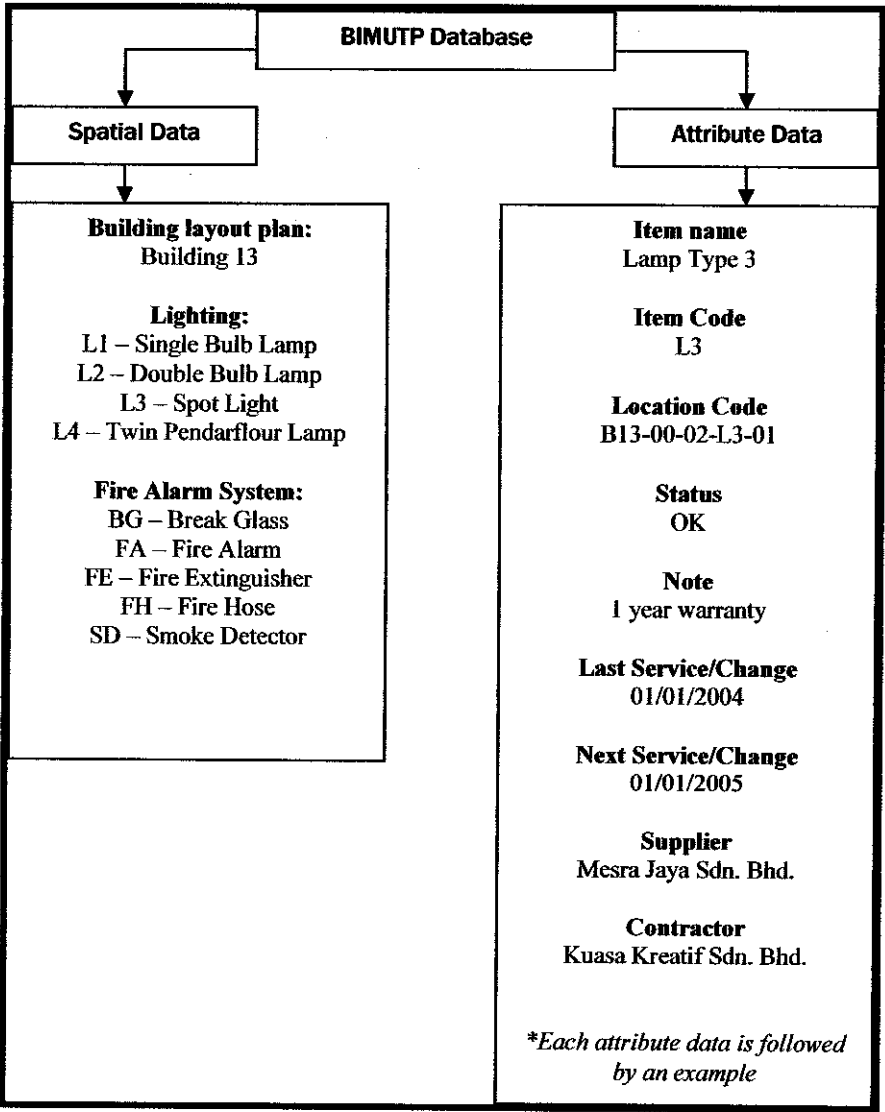 BIMUTP Database
Spatial Data
Building layout plan:
Building 13
Lighting:
L1 – Single Bulb Lamp
L2 – Double Bulb Lamp
L3 – Spot Light
L4 – Twin Pendarflour Lamp
Fire Alarm System:
BG – Break Glass
FA – Fire Alarm
FE – Fire Extinguisher
FH – Fire Hose
SD – Smoke Detector
Attribute Data
Item name
Lamp Type 3
Item Code
L3
Location Code
B13-00-02-L3-01
Status
OK
Note
1 year warranty
Last Service/Change
01/01/2004
Next Service/Change
01/01/2005
Supplier
Mesra Jaya Sdn. Bhd.
Contractor
Kuasa Kreatif Sdn. Bhd.
*Each attribute data is followed
by an example